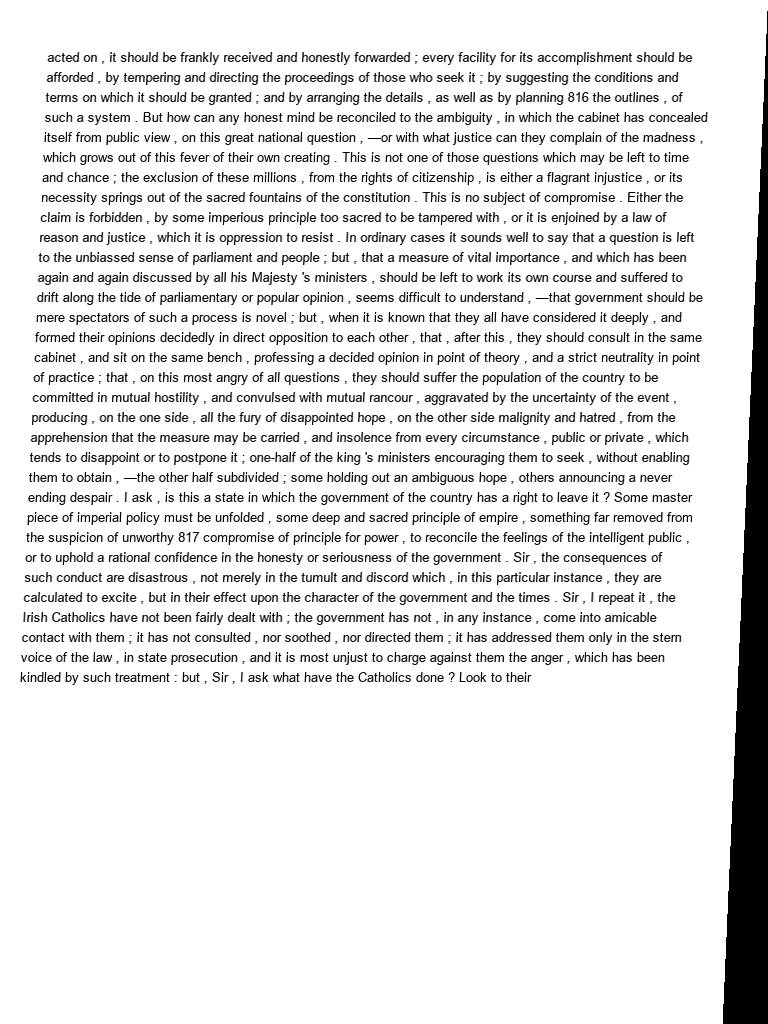 acted on , it should be frankly received and honestly forwarded ; every facility for its accomplishment should be
afforded , by tempering and directing the proceedings of those who seek it ; by suggesting the conditions and
terms on which it should be granted ; and by arranging the details , as well as by planning 816 the outlines , of
such a system . But how can any honest mind be reconciled to the ambiguity , in which the cabinet has concealed
itself from public view , on this great national question , —or with what justice can they complain of the madness ,
which grows out of this fever of their own creating . This is not one of those questions which may be left to time
and chance ; the exclusion of these millions , from the rights of citizenship , is either a flagrant injustice , or its
necessity springs out of the sacred fountains of the constitution . This is no subject of compromise . Either the
claim is forbidden , by some imperious principle too sacred to be tampered with , or it is enjoined by a law of
reason and justice , which it is oppression to resist . In ordinary cases it sounds well to say that a question is left
to the unbiassed sense of parliament and people ; but , that a measure of vital importance , and which has been
again and again discussed by all his Majesty 's ministers , should be left to work its own course and suffered to
drift along the tide of parliamentary or popular opinion , seems difficult to understand , —that government should be
mere spectators of such a process is novel ; but , when it is known that they all have considered it deeply , and
formed their opinions decidedly in direct opposition to each other , that , after this , they should consult in the same
cabinet , and sit on the same bench , professing a decided opinion in point of theory , and a strict neutrality in point
of practice ; that , on this most angry of all questions , they should suffer the population of the country to be
committed in mutual hostility , and convulsed with mutual rancour , aggravated by the uncertainty of the event ,
producing , on the one side , all the fury of disappointed hope , on the other side malignity and hatred , from the
apprehension that the measure may be carried , and insolence from every circumstance , public or private , which
tends to disappoint or to postpone it ; one-half of the king 's ministers encouraging them to seek , without enabling
them to obtain , —the other half subdivided ; some holding out an ambiguous hope , others announcing a never
ending despair . I ask , is this a state in which the government of the country has a right to leave it ? Some master
piece of imperial policy must be unfolded , some deep and sacred principle of empire , something far removed from
the suspicion of unworthy 817 compromise of principle for power , to reconcile the feelings of the intelligent public ,
or to uphold a rational confidence in the honesty or seriousness of the government . Sir , the consequences of
such conduct are disastrous , not merely in the tumult and discord which , in this particular instance , they are
calculated to excite , but in their effect upon the character of the government and the times . Sir , I repeat it , the
Irish Catholics have not been fairly dealt with ; the government has not , in any instance , come into amicable
contact with them ; it has not consulted , nor soothed , nor directed them ; it has addressed them only in the stern
voice of the law , in state prosecution , and it is most unjust to charge against them the anger , which has been
kindled by such treatment : but , Sir , I ask what have the Catholics done ? Look to their